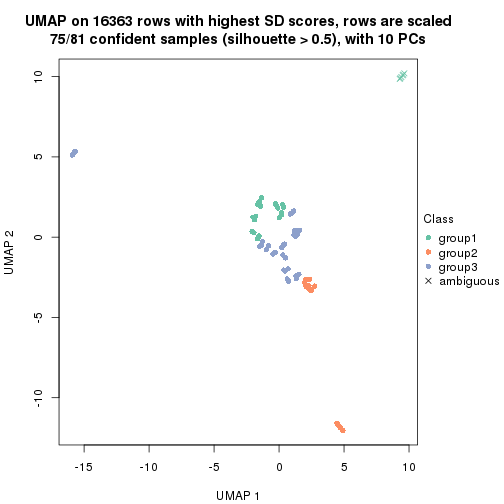 UMAP on 16363 rows with highest SD scores, rows are scaled
75/81 confident samples (silhouette > 0.5), with 10 PCs
10
5
0
-5
-10
UMAP 2
-15
-10
-5
0
5
10
UMAP 1
Class
group1
group2
group3
ambiguous